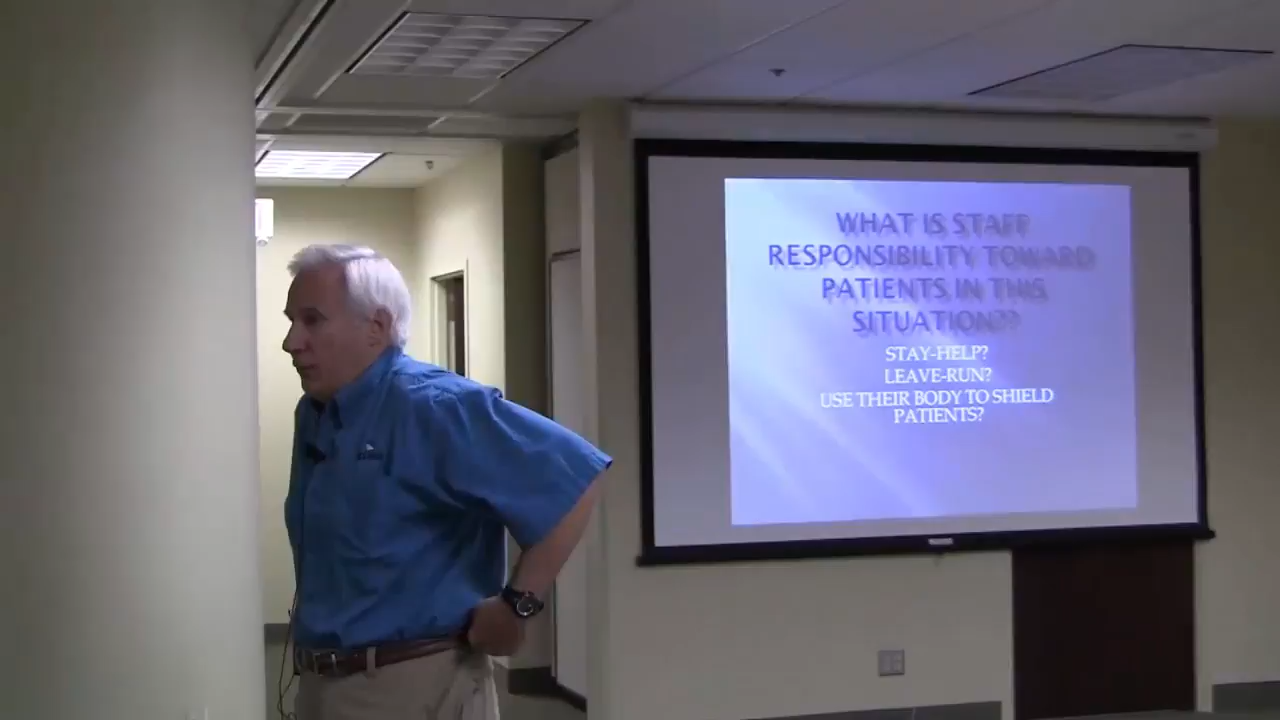 WHAT IS STAFF
RESPONSIBILITY TOWARD
PATIENTS IN THIS
SITUATION??
STAY-HELP?
LEAVE-RUN?
USE THEIR BODY TO SHIELD
PATIENTS?